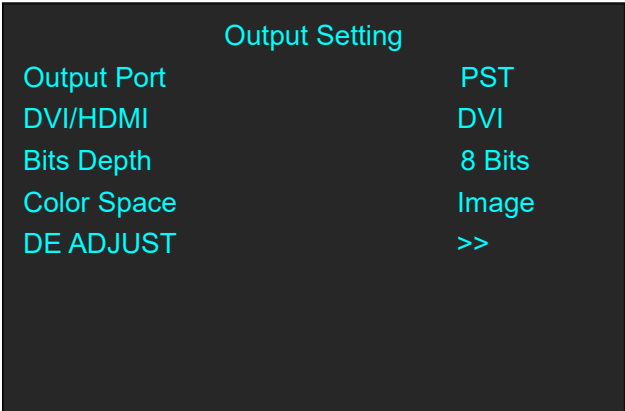 Output Setting
Output Port PST
DVI/HDMI DVI
Bits Depth 8 Bits
Color Space Image
DE ADJUST >>